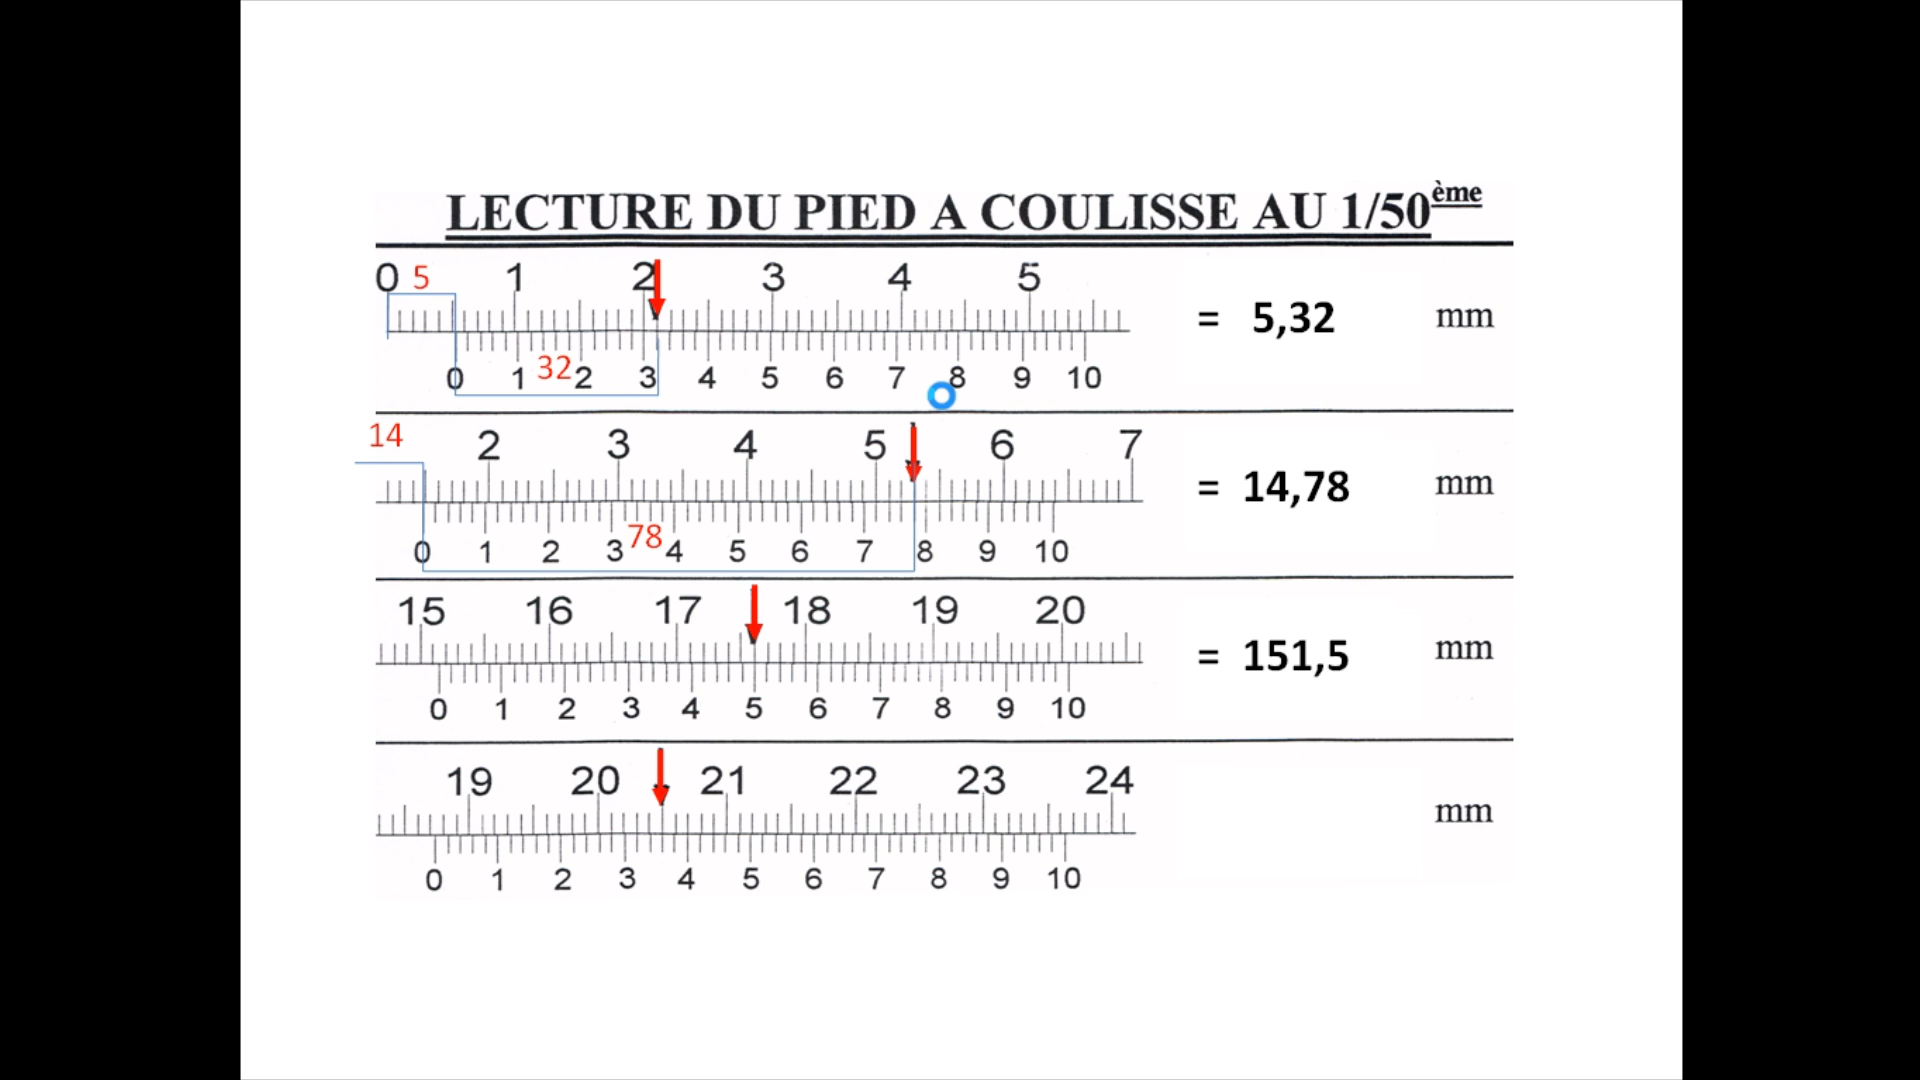 LECTURE DU PIED A COULISSE AU 1/50ème
0 5 1 2 3 4 5
= 5,32 mm
32
0 1 2 3 4 5 6 7 8 9 10
14 2 3 4 5 6 7
= 14,78 mm
78
0 1 2 3 4 5 6 7 8 9 10
15 16 17 18 19 20
= 151,5 mm
0 1 2 3 4 5 6 7 8 9 10
19 20 21 22 23 24
mm
0 1 2 3 4 5 6 7 8 9 10